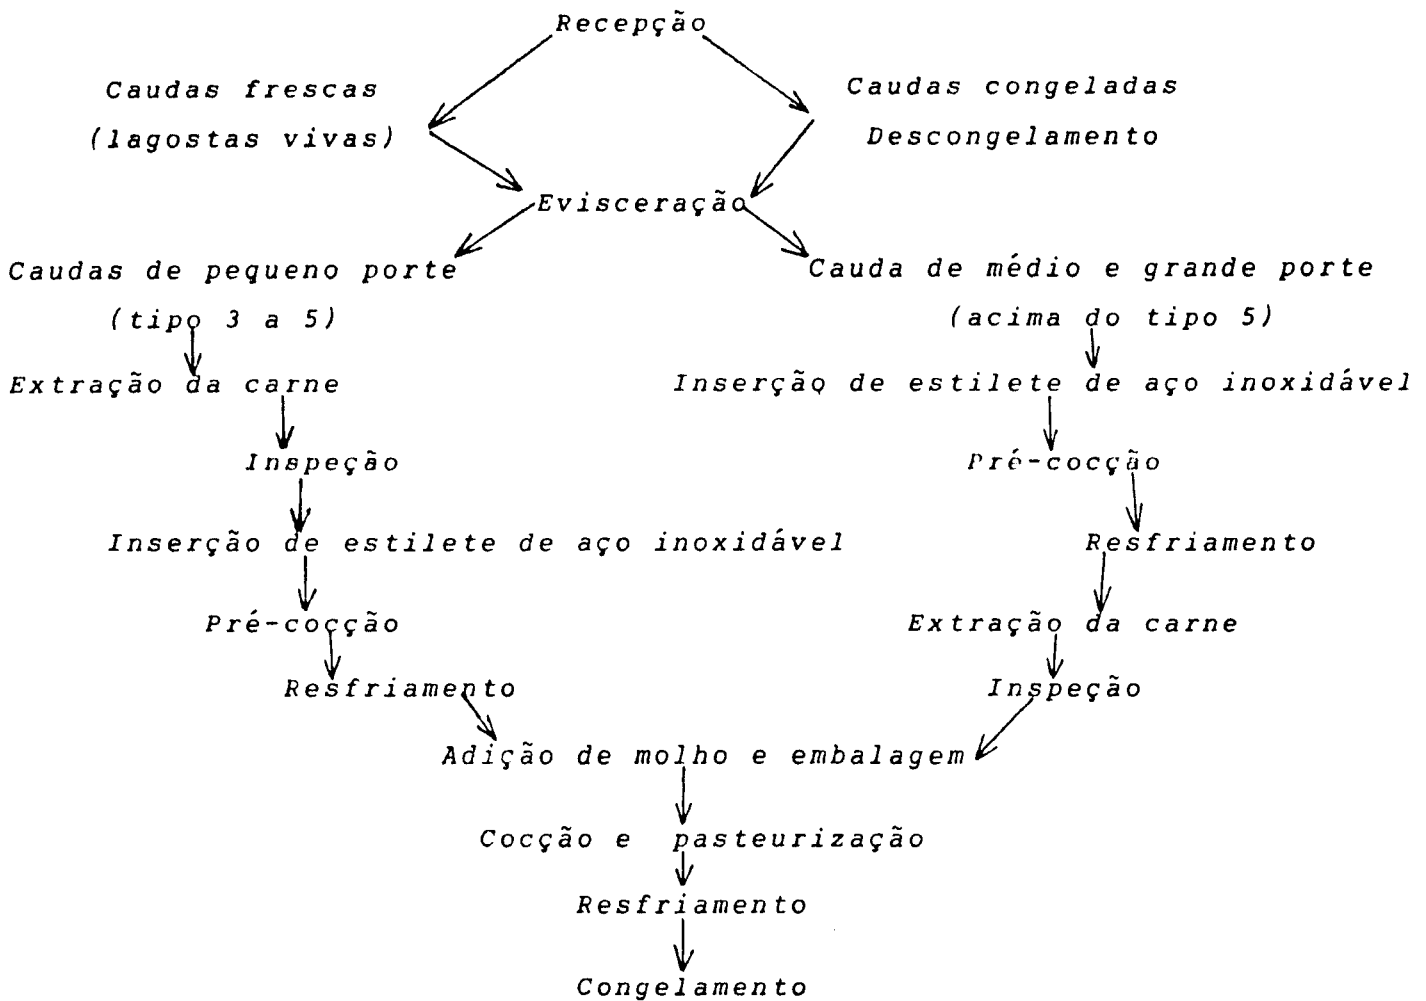 Recepção
Caudas frescas
(lagostas vivas)
Caudas congeladas
Descongelamento
Evisceração
Caudas de pequeno porte
(tipo 3 a 5)
Cauda de médio e grande porte
(acima do tipo 5)
Extração da carne
Inserção de estilete de aço inoxidável
Inspeção
Pré-cocção
Inserção de estilete de aço inoxidável
Resfriamento
Pré-cocção
Extração da carne
Resfriamento
Inspeção
Adição de molho e embalagem
Cocção e pasteurização
Resfriamento
Congelamento